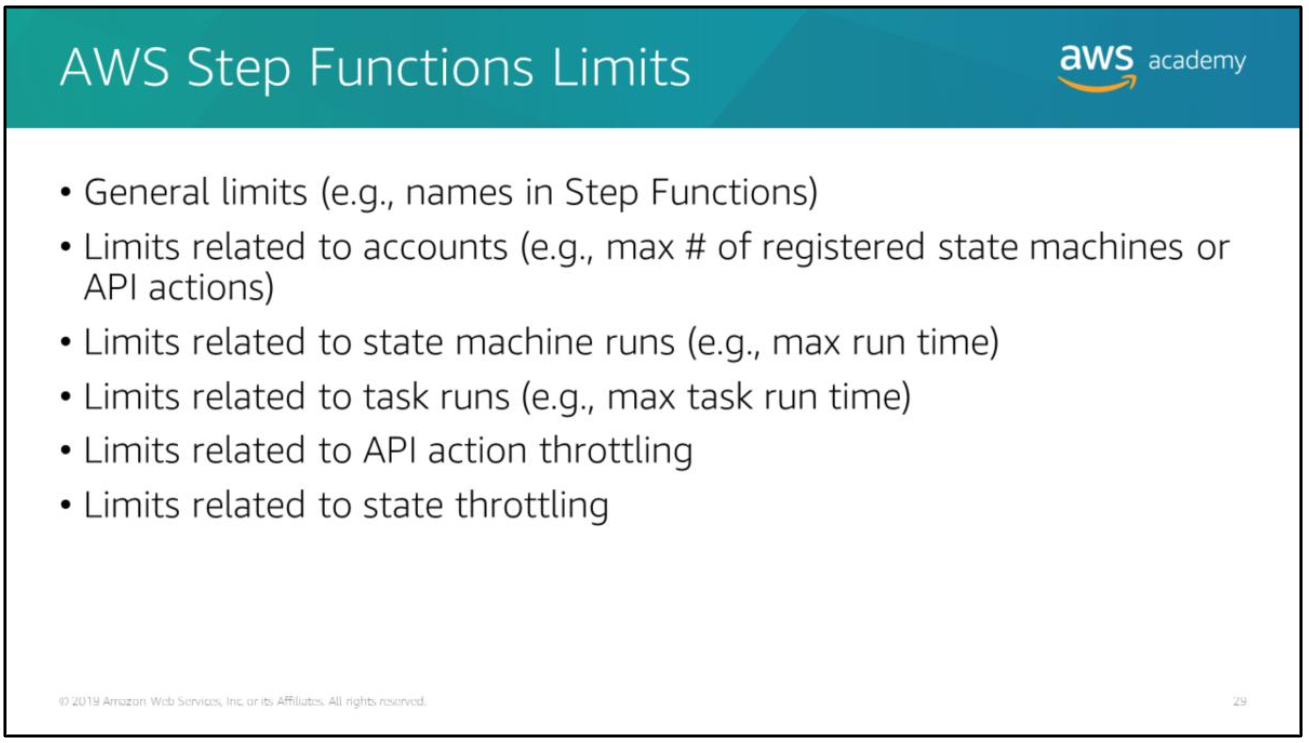 AWS Step Functions Limits
aws academy
• General limits (e.g., names in Step Functions)
• Limits related to accounts (e.g., max # of registered state machines or
API actions)
• Limits related to state machine runs (e.g., max run time)
• Limits related to task runs (e.g., max task run time)
• Limits related to API action throttling
• Limits related to state throttling
© 2019 Amazon Web Services, Inc. or its Affiliates. All rights reserved.
29